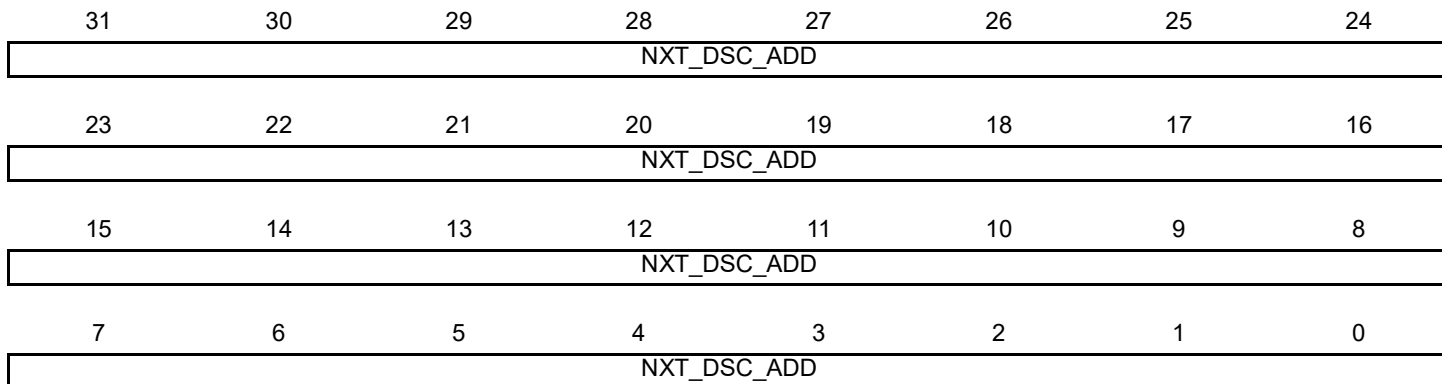 31 30 29 28 27 26 25 24
NXT_DSC_ADD
23 22 21 20 19 18 17 16
NXT_DSC_ADD
15 14 13 12 11 10 9 8
NXT_DSC_ADD
7 6 5 4 3 2 1 0
NXT_DSC_ADD